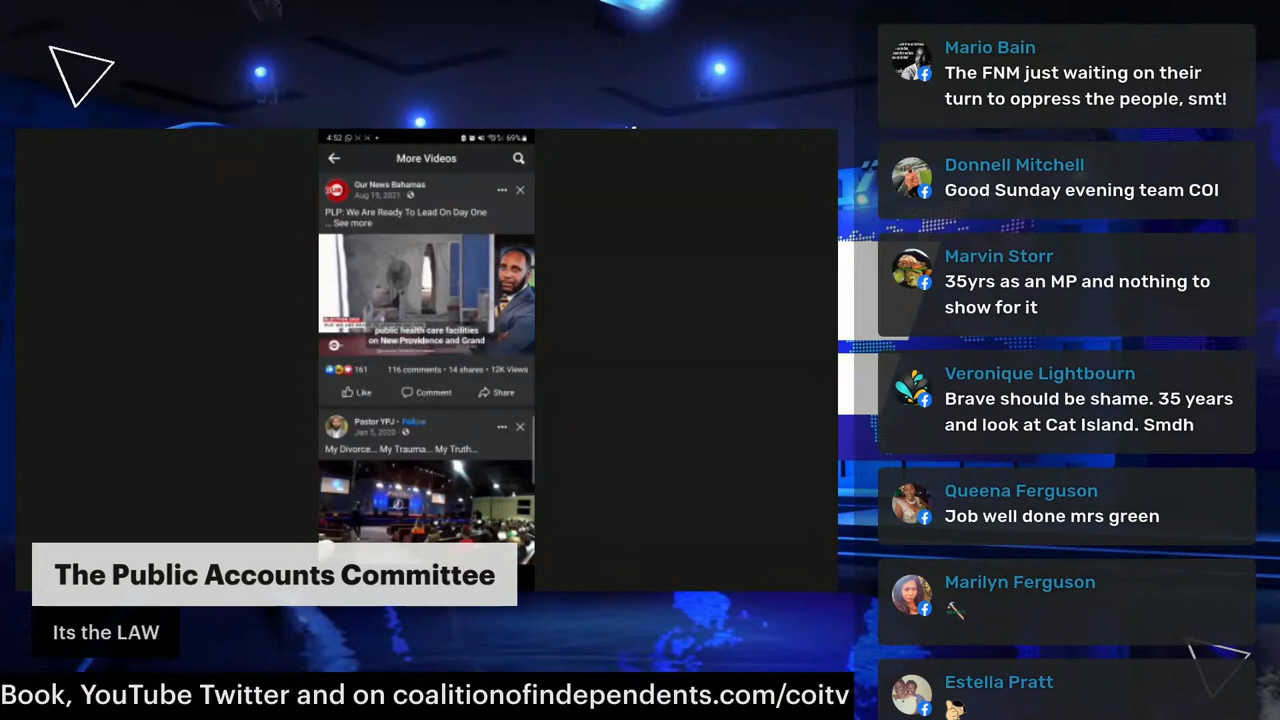 4:52
69%
More Videos
Our News Bahamas
Aug 19, 2021
PLP: We Are Ready To Lead On Day One
... See more
public health care facilities
on New Providence and Grand
161
116 comments • 14 shares • 12K Views
Like
Comment
Share
Pastor YPJ • Follow
Jan 5, 2020
My Divorce... My Trauma... My Truth...
The Public Accounts Committee
Its the LAW
Book, YouTube Twitter and on coalitionofindependents.com/coitv
Mario Bain
The FNM just waiting on their
turn to oppress the people, smt!
Donnell Mitchell
Good Sunday evening team COI
Marvin Storr
35yrs as an MP and nothing to
show for it
Veronique Lightbourn
Brave should be shame. 35 years
and look at Cat Island. Smdh
Queena Ferguson
Job well done mrs green
Marilyn Ferguson
Estella Pratt